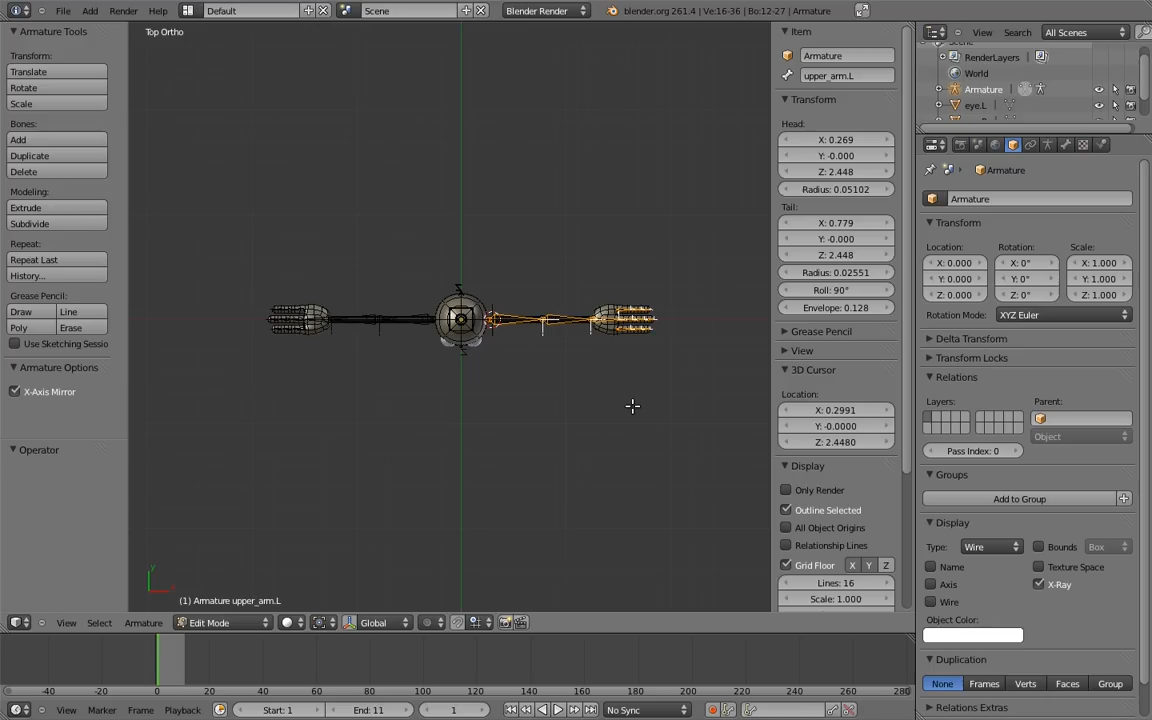 File Add Render Help Default Scene Blender Render blender.org 261.4 | Ve:16-36 | Bo:12-27 | Armature
Armature Tools
Transform:
Translate
Rotate
Scale
Bones:
Add
Duplicate
Delete
Modeling:
Extrude
Subdivide
Repeat:
Repeat Last
History...
Grease Pencil:
Draw Line
Poly Erase
Use Sketching Sessio
Armature Options
X-Axis Mirror
Operator
Top Ortho
(1) Armature upper_arm.L
Item
Armature
upper_arm.L
Transform
Head:
X: 0.269
Y: -0.000
Z: 2.448
Radius: 0.05102
Tail:
X: 0.779
Y: -0.000
Z: 2.448
Radius: 0.02551
Roll: 90°
Envelope: 0.128
Grease Pencil
View
3D Cursor
Location:
X: 0.2991
Y: -0.0000
Z: 2.4480
Display
Only Render
Outline Selected
All Object Origins
Relationship Lines
Grid Floor X Y Z
Lines: 16
Scale: 1.000
View Search All Scenes
RenderLayers
World
Armature
eye.L
Armature
Armature
Transform
Location: Rotation: Scale:
X: 0.000 X: 0° X: 1.000
Y: 0.000 Y: 0° Y: 1.000
Z: 0.000 Z: 0° Z: 1.000
Rotation Mode: XYZ Euler
Delta Transform
Transform Locks
Relations
Layers: Parent:
Object
Pass Index: 0
Groups
Add to Group
Display
Type: Wire Bounds Box
Name Texture Space
Axis X-Ray
Wire
Object Color:
Duplication
None Frames Verts Faces Group
Relations Extras
View Select Armature Edit Mode Global
-40 -20 0 20 40 60 80 100 120 140 160 180 200 220 240 260 280
View Marker Frame Playback Start: 1 End: 11 1 No Sync
y
x